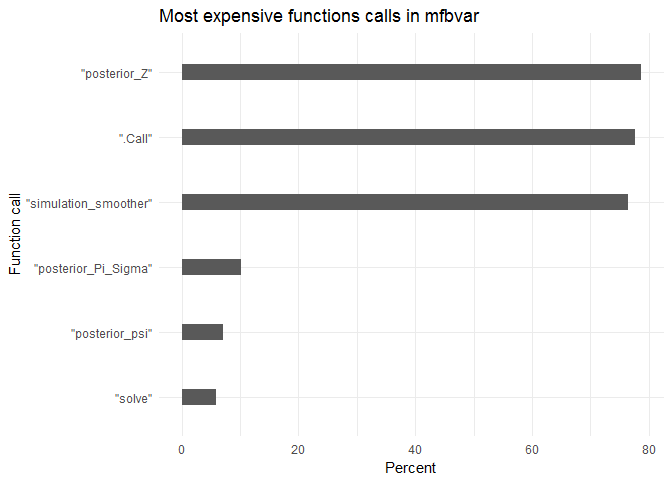 Most expensive functions calls in mfbvar
Function call
"posterior_Z"
".Call"
"simulation_smoother"
"posterior_Pi_Sigma"
"posterior_psi"
"solve"
0 20 40 60 80
Percent